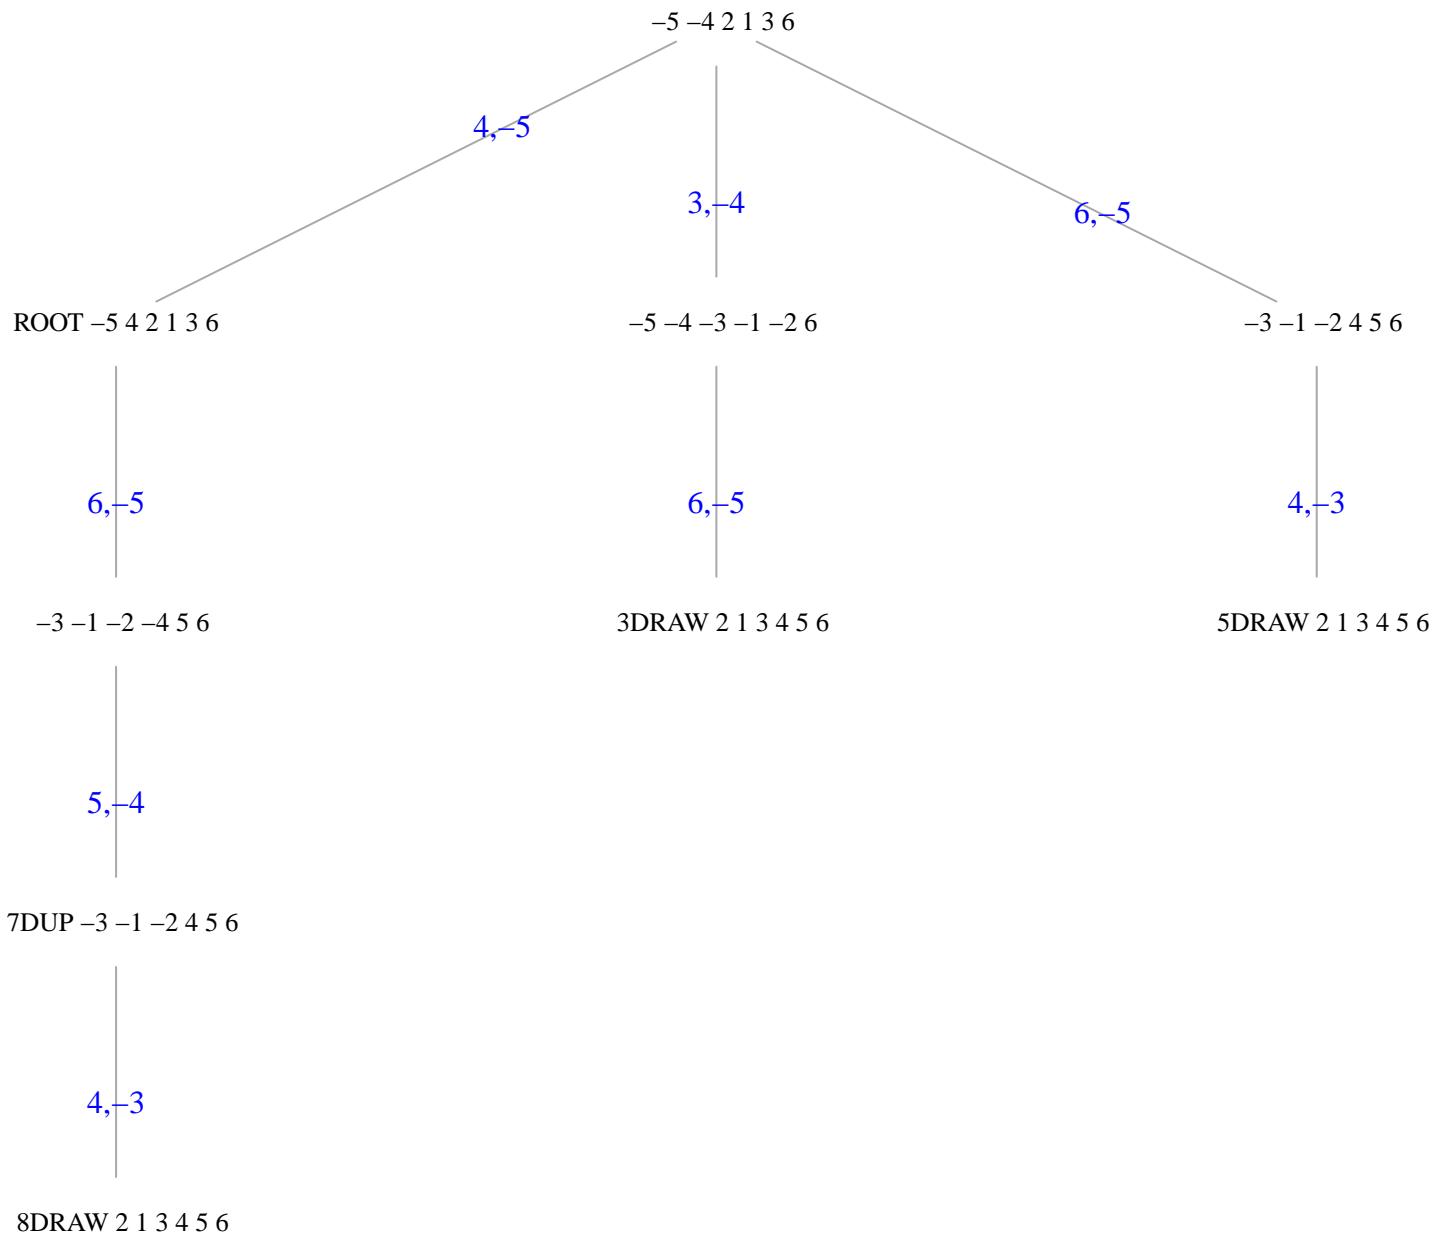 –5 –4 2 1 3 6
4,–5
3,–4
6,–5
ROOT –5 4 2 1 3 6
–5 –4 –3 –1 –2 6
–3 –1 –2 4 5 6
6,–5
6,–5
4,–3
–3 –1 –2 –4 5 6
3DRAW 2 1 3 4 5 6
5DRAW 2 1 3 4 5 6
5,–4
7DUP –3 –1 –2 4 5 6
4,–3
8DRAW 2 1 3 4 5 6